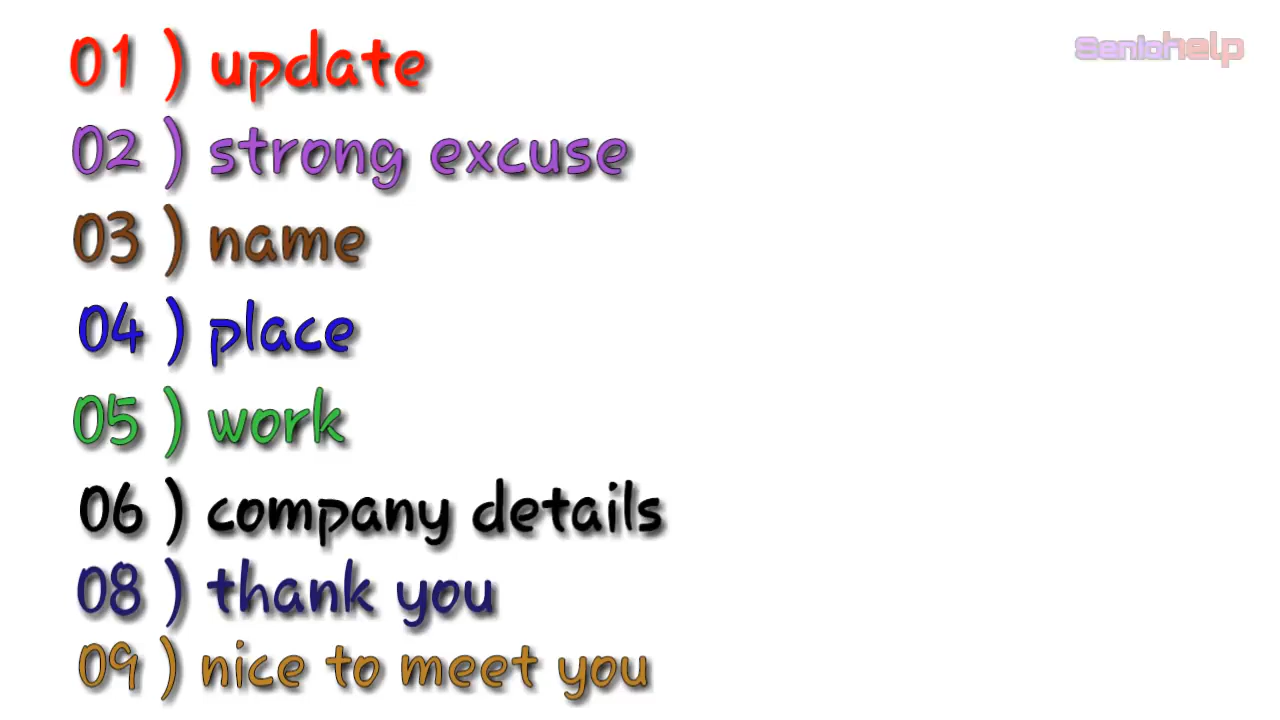 01 ) update
Seniorhelp
02 ) strong excuse
03 ) name
04 ) place
05 ) work
06 ) company details
08 ) thank you
09 ) nice to meet you